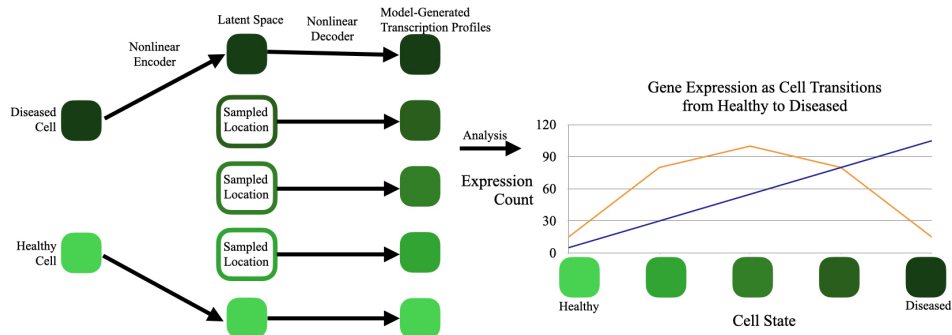 Latent Space
Nonlinear
Encoder
Nonlinear
Decoder
Model-Generated
Transcription Profiles
Diseased
Cell
Sampled
Location
Sampled
Location
Sampled
Location
Healthy
Cell
Analysis
Gene Expression as Cell Transitions
from Healthy to Diseased
Expression
Count
120
90
60
30
0
Healthy
Diseased
Cell State